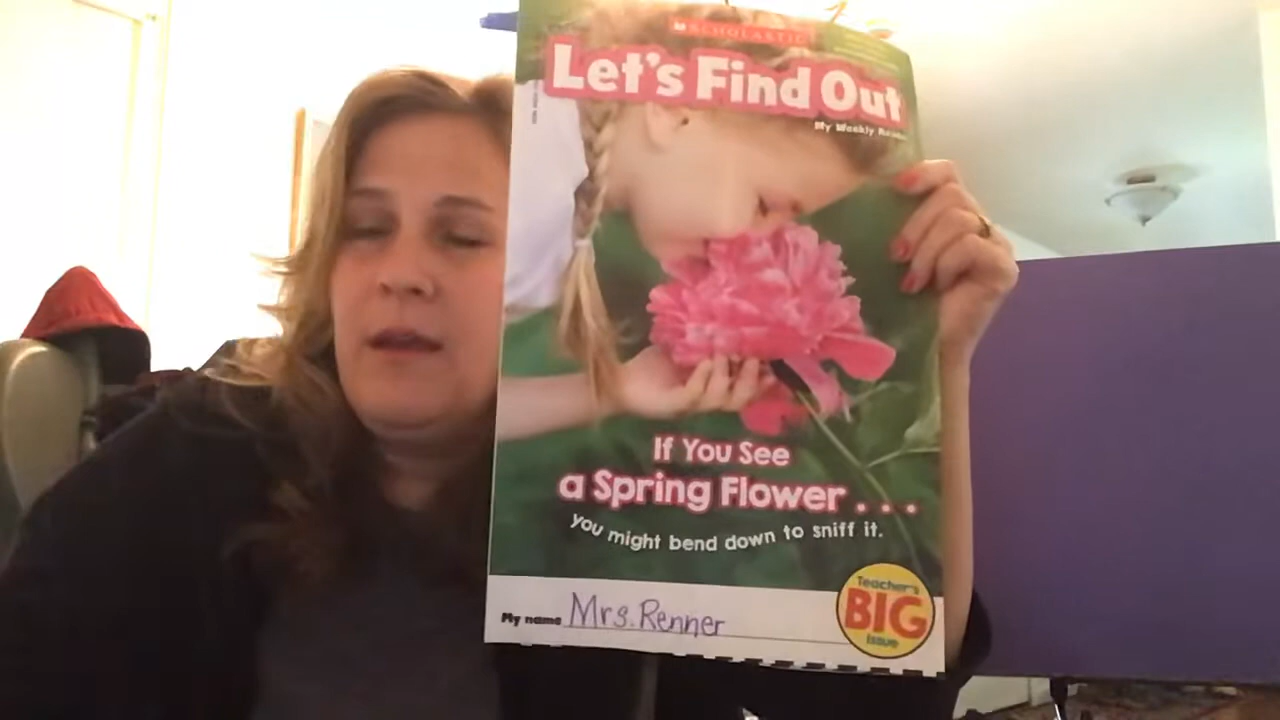 SCHOLASTIC
Let's Find Out
My Weekly
If You See
a Spring Flower . . .
you might bend down to sniff it.
Teacher's
BIG
Issue
My name Mrs. Renner